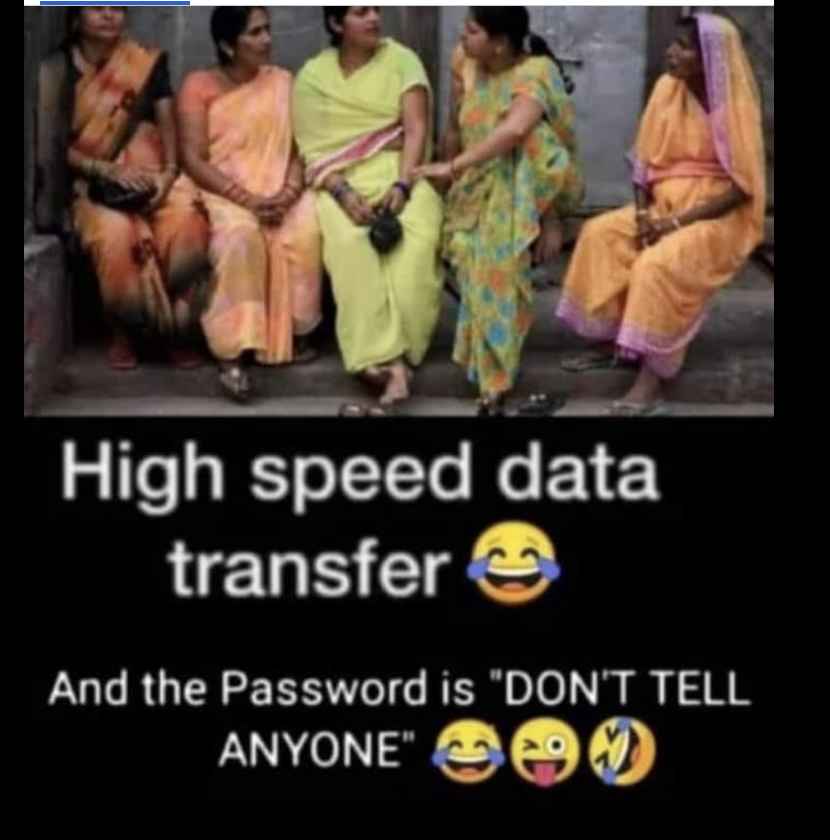 High speed data
transfer 😂
And the Password is "DON'T TELL
ANYONE" 😂😜🤣